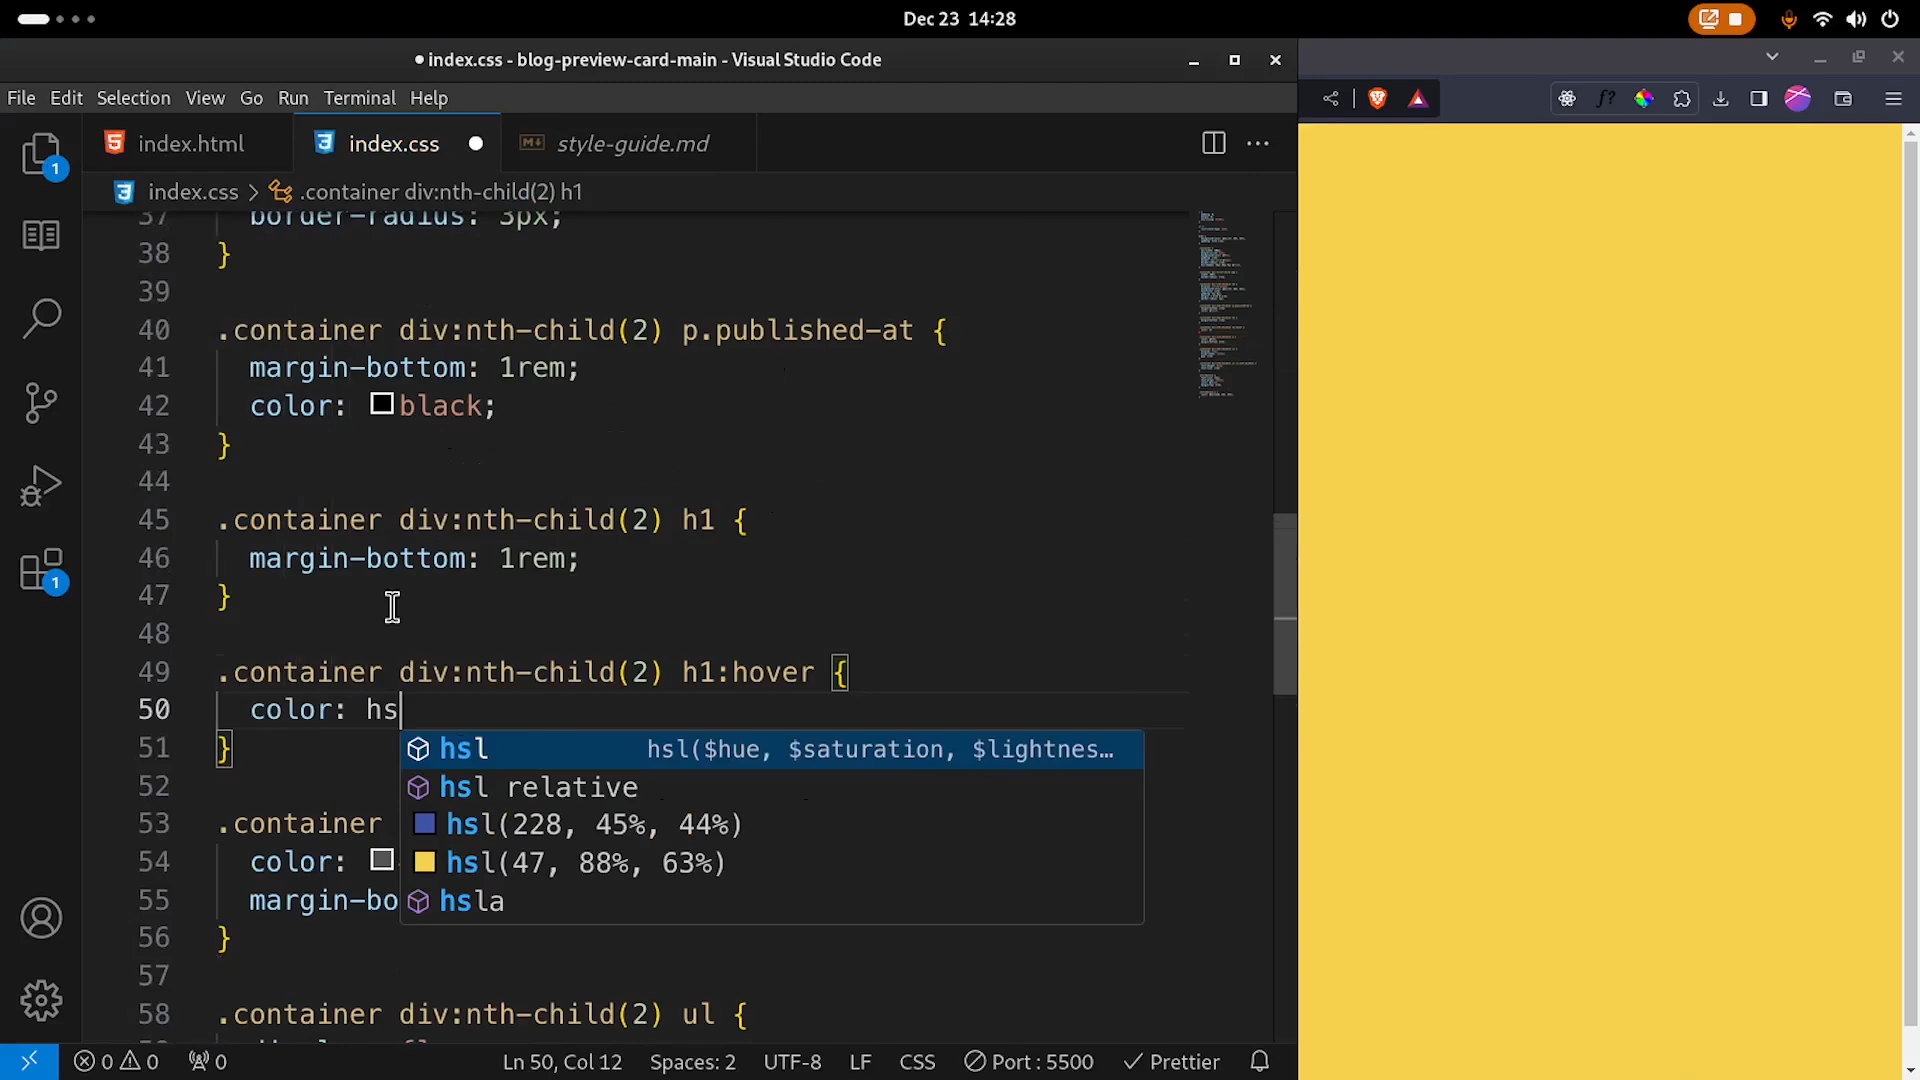 Dec 23 14:28
index.css - blog-preview-card-main - Visual Studio Code
File Edit Selection View Go Run Terminal Help
index.html index.css style-guide.md
index.css > .container div:nth-child(2) h1
37 border-radius: 3px;
38 }
39
40 .container div:nth-child(2) p.published-at {
41 margin-bottom: 1rem;
42 color: black;
43 }
44
45 .container div:nth-child(2) h1 {
46 margin-bottom: 1rem;
47 }
48
49 .container div:nth-child(2) h1:hover {
50 color: hs
51 }
hsl hsl($hue, $saturation, $lightnes…
52
hsl relative
53 .container
hsl(228, 45%, 44%)
54 color:
hsl(47, 88%, 63%)
55 margin-bo
hsla
56 }
57
58 .container div:nth-child(2) ul {
1
1
f?
0 0 0 Ln 50, Col 12 Spaces: 2 UTF-8 LF CSS Port : 5500 Prettier